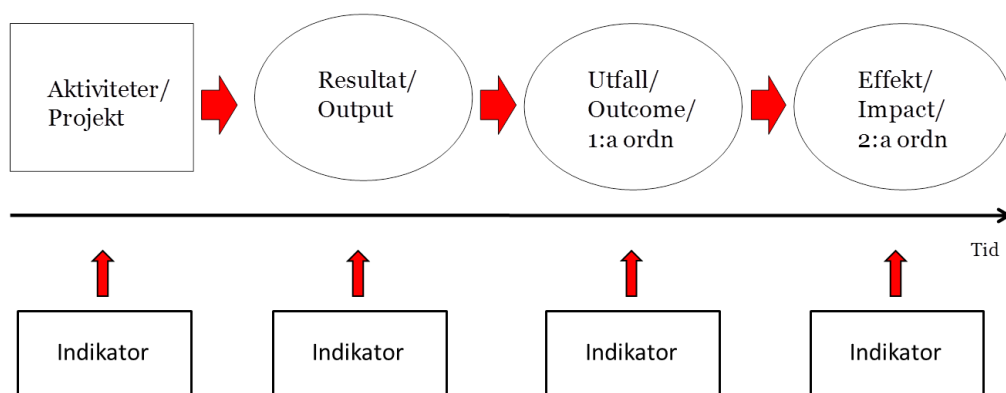 Aktiviteter/
Projekt
Resultat/
Output
Utfall/
Outcome/
1:a ordn
Effekt/
Impact/
2:a ordn
Tid
Indikator
Indikator
Indikator
Indikator